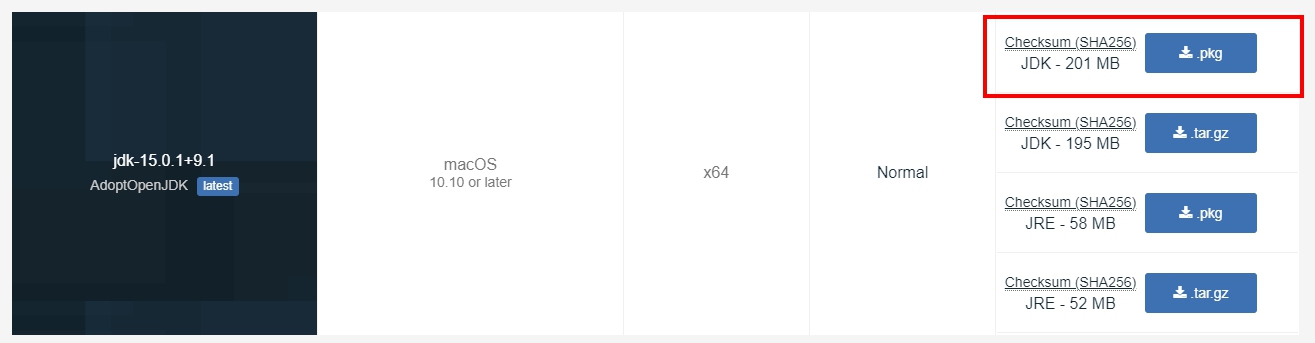 jdk-15.0.1+9.1
AdoptOpenJDK latest
macOS
10.10 or later
x64
Normal
Checksum (SHA256)
JDK - 201 MB
.pkg
Checksum (SHA256)
JDK - 195 MB
.tar.gz
Checksum (SHA256)
JRE - 58 MB
.pkg
Checksum (SHA256)
JRE - 52 MB
.tar.gz